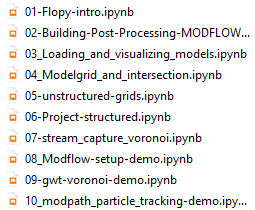 01-Flopy-intro.ipynb
02-Building-Post-Processing-MODFLOW...
03_Loading_and_visualizing_models.ipynb
04_Modelgrid_and_intersection.ipynb
05-unstructured-grids.ipynb
06-Project-structured.ipynb
07-stream_capture_voronoi.ipynb
08_Modflow-setup-demo.ipynb
09-gwt-voronoi-demo.ipynb
10_modpath_particle_tracking-demo.ipy...